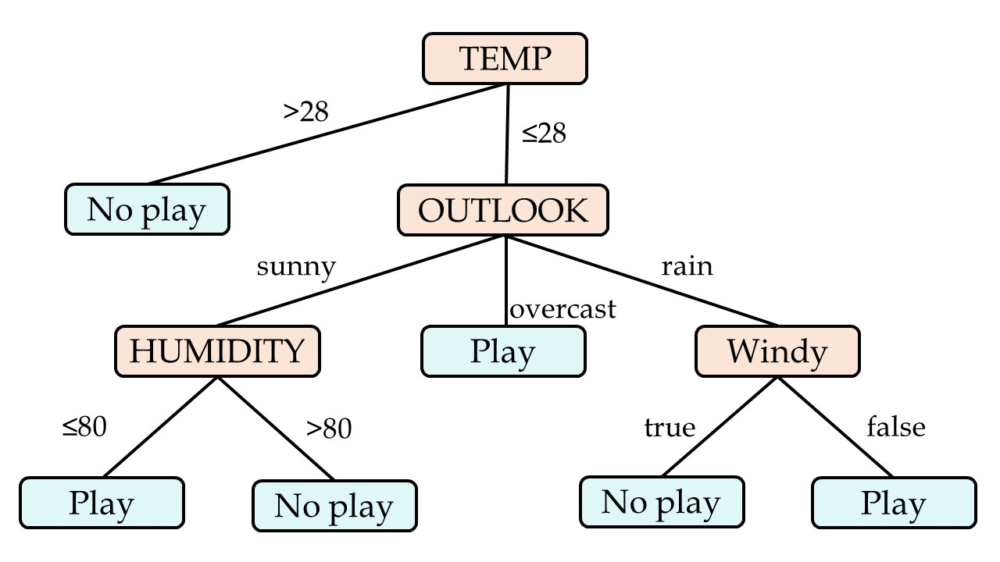 TEMP
>28
≤28
No play
OUTLOOK
sunny
rain
overcast
HUMIDITY
Play
Windy
≤80
>80
true
false
Play
No play
No play
Play